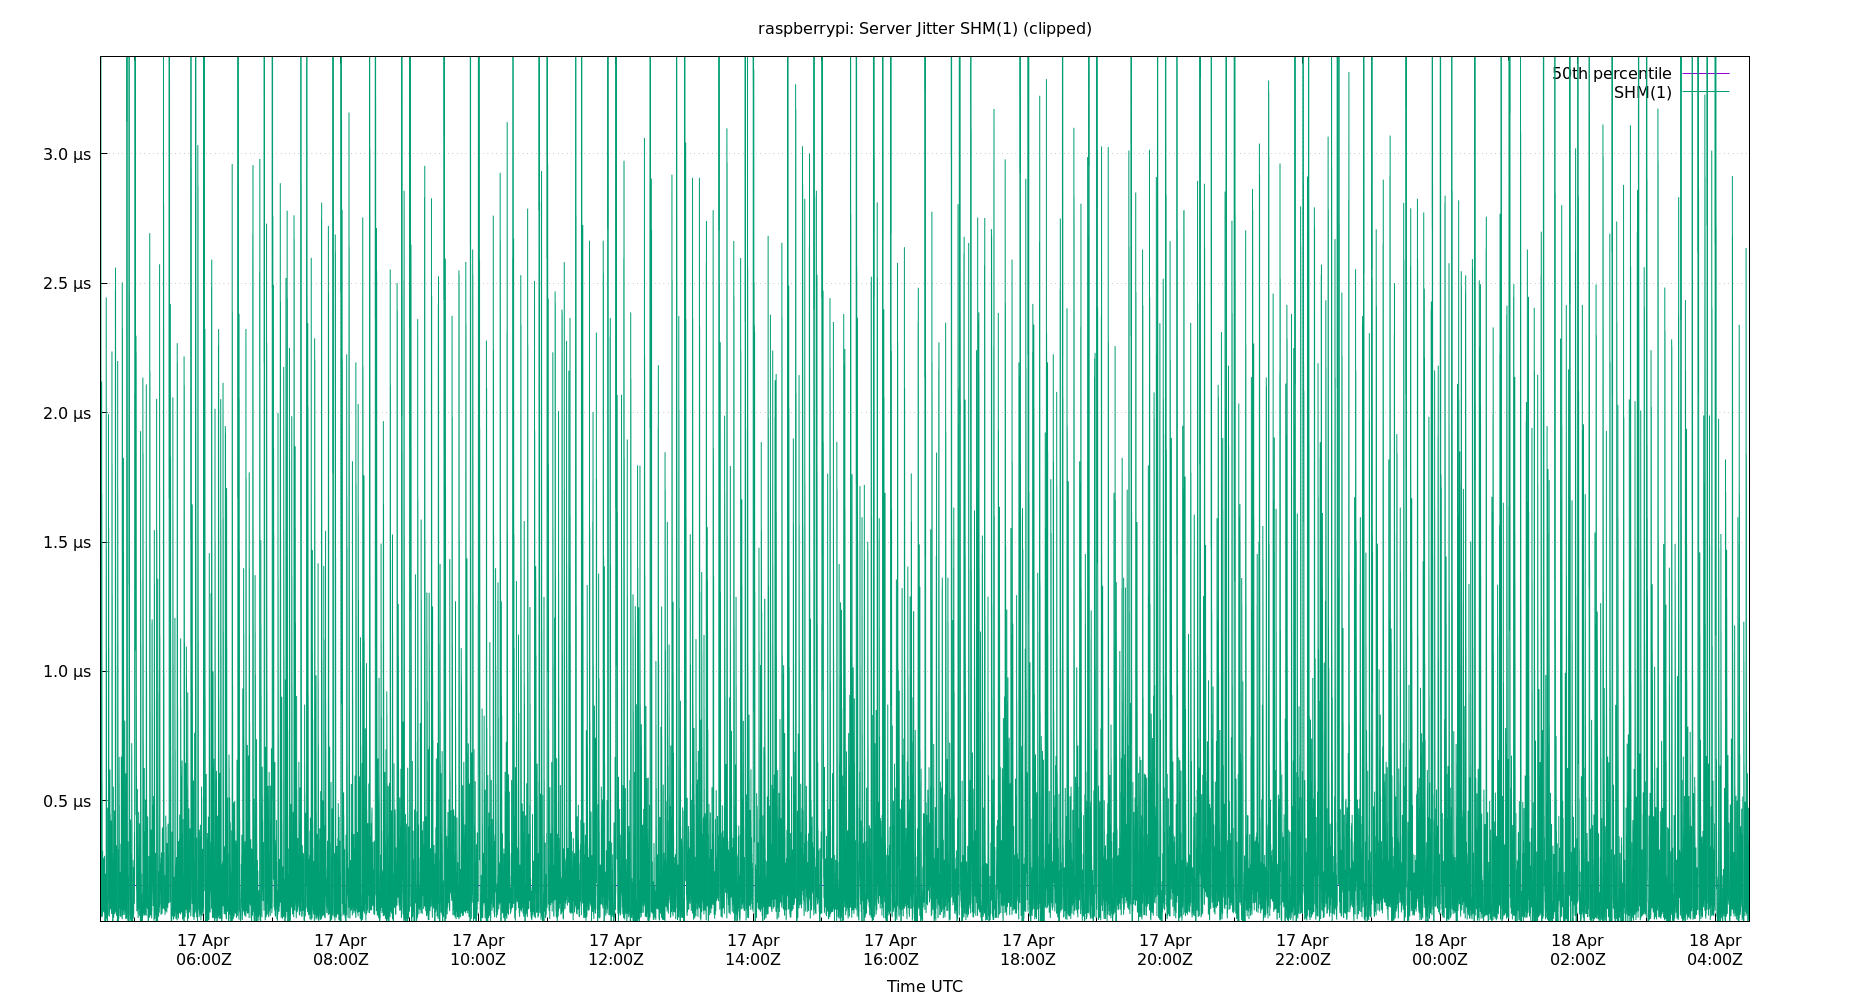 raspberrypi: Server Jitter SHM(1) (clipped)
50th percentile
SHM(1)
3.0 µs
2.5 µs
2.0 µs
1.5 µs
1.0 µs
0.5 µs
17 Apr 17 Apr 17 Apr 17 Apr 17 Apr 17 Apr 17 Apr 17 Apr 17 Apr 18 Apr 18 Apr 18 Apr
06:00Z 08:00Z 10:00Z 12:00Z 14:00Z 16:00Z 18:00Z 20:00Z 22:00Z 00:00Z 02:00Z 04:00Z
Time UTC